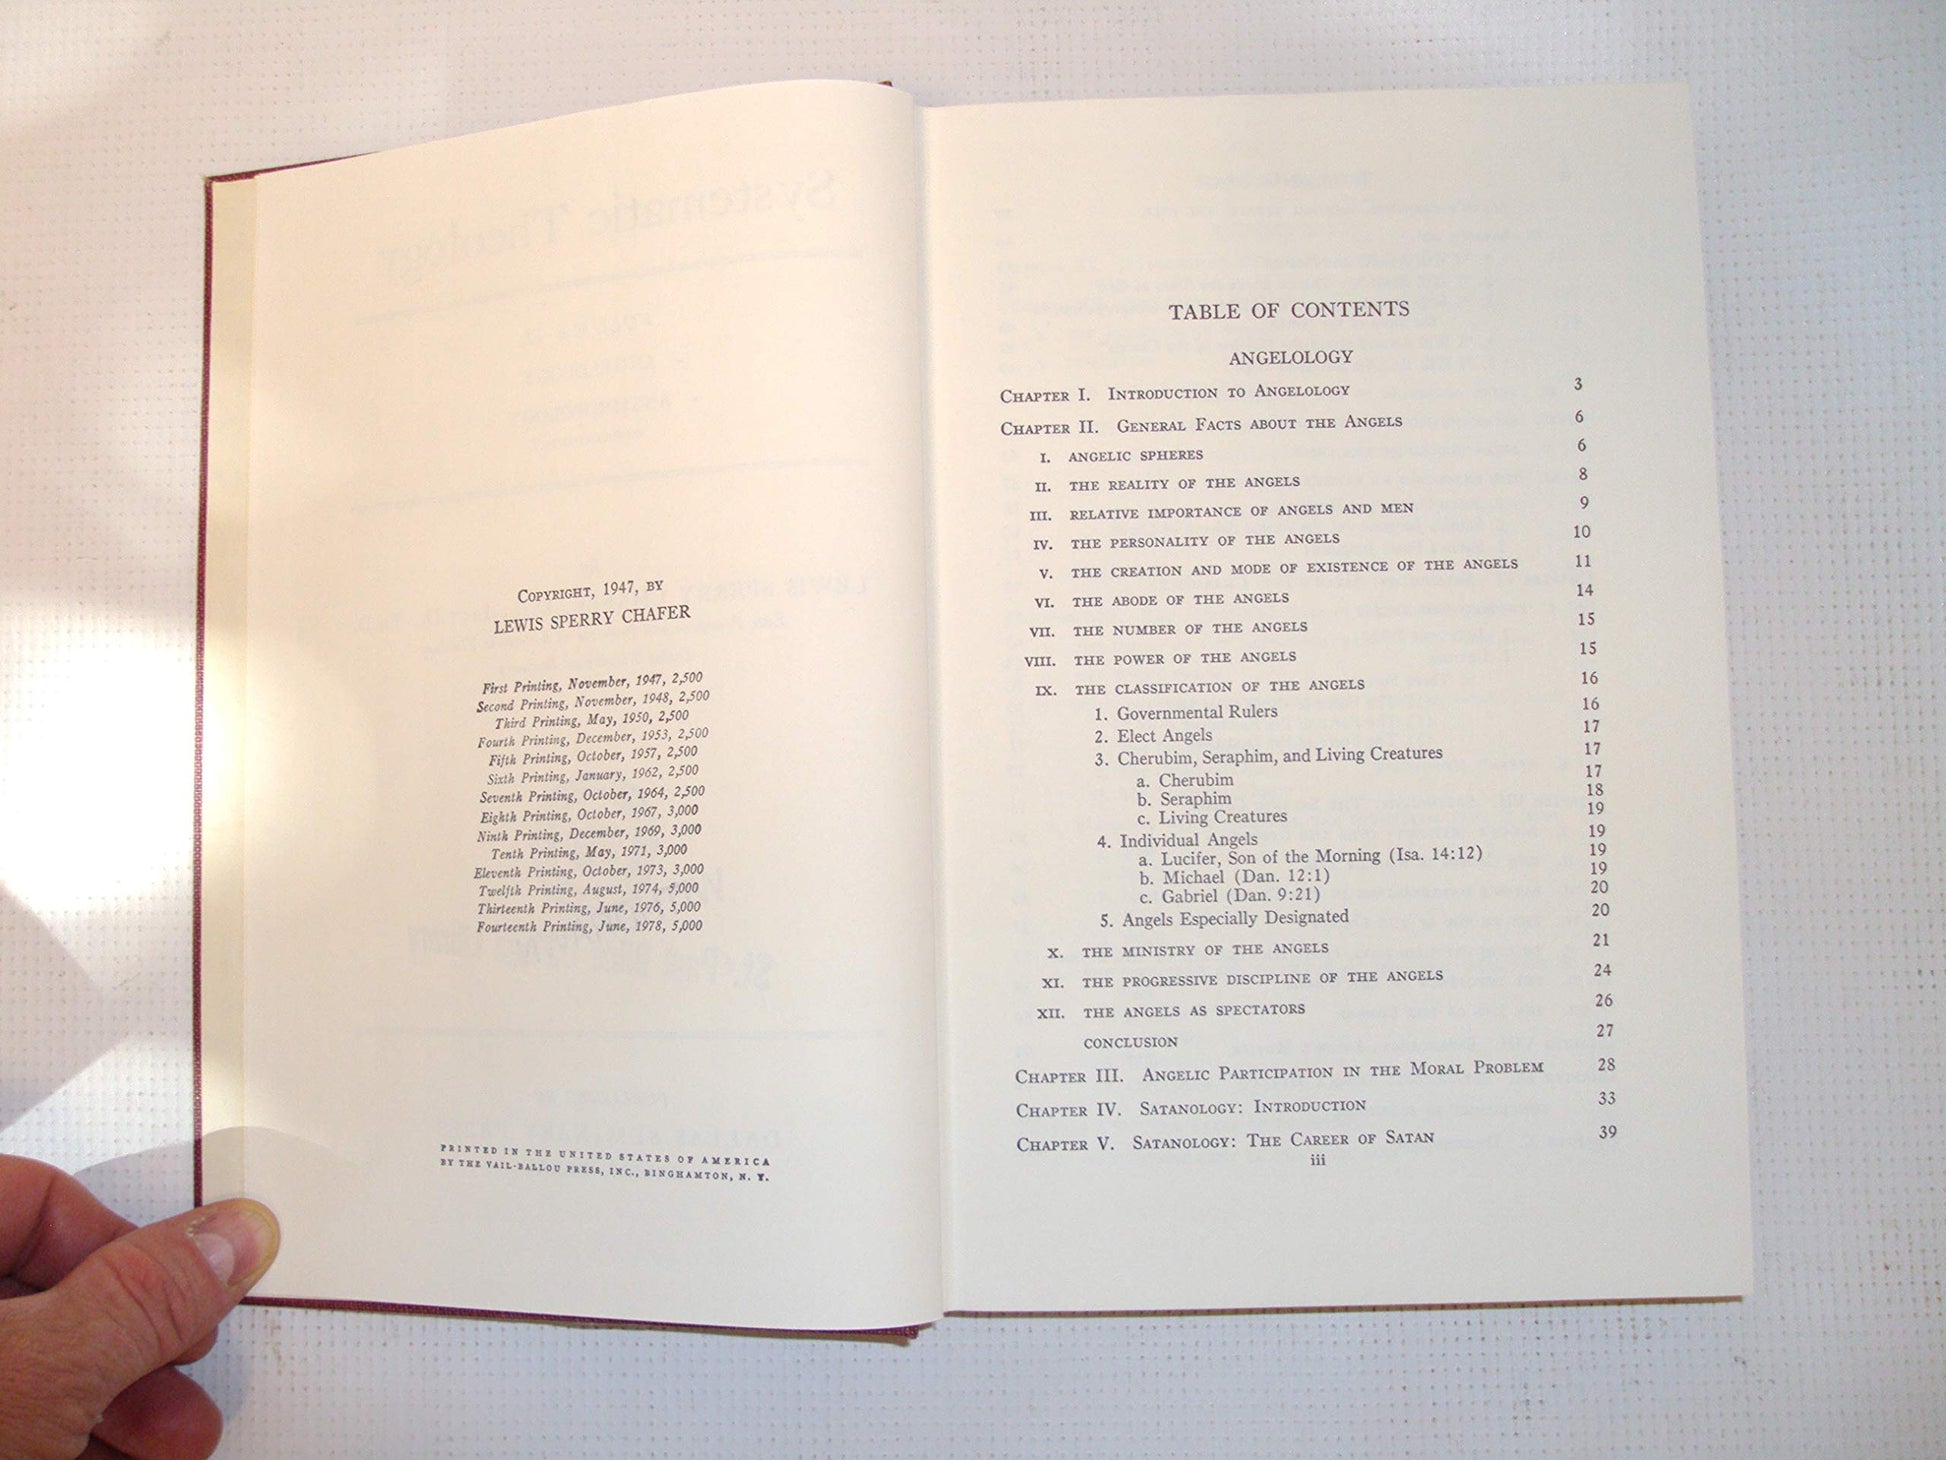 Copyright, 1947, by
LEWIS SPERRY CHAFER
First Printing, November, 1947, 2,500
Second Printing, November, 1948, 2,500
Third Printing, May, 1950, 2,500
Fourth Printing, December, 1953, 2,500
Fifth Printing, October, 1957, 2,500
Sixth Printing, January, 1962, 2,500
Seventh Printing, October, 1964, 2,500
Eighth Printing, October, 1967, 3,000
Ninth Printing, December, 1969, 3,000
Tenth Printing, May, 1971, 3,000
Eleventh Printing, October, 1973, 3,000
Twelfth Printing, August, 1974, 5,000
Thirteenth Printing, June, 1976, 5,000
Fourteenth Printing, June, 1978, 5,000
PRINTED IN THE UNITED STATES OF AMERICA
BY THE VAIL-BALLOU PRESS, INC., BINGHAMTON, N. Y.
TABLE OF CONTENTS
ANGELOLOGY
Chapter I. Introduction to Angelology 3
Chapter II. General Facts about the Angels 6
I. ANGELIC SPHERES 6
II. THE REALITY OF THE ANGELS 8
III. RELATIVE IMPORTANCE OF ANGELS AND MEN 9
IV. THE PERSONALITY OF THE ANGELS 10
V. THE CREATION AND MODE OF EXISTENCE OF THE ANGELS 11
VI. THE ABODE OF THE ANGELS 14
VII. THE NUMBER OF THE ANGELS 15
VIII. THE POWER OF THE ANGELS 15
IX. THE CLASSIFICATION OF THE ANGELS 16
1. Governmental Rulers 16
2. Elect Angels 17
3. Cherubim, Seraphim, and Living Creatures 17
a. Cherubim 17
b. Seraphim 18
c. Living Creatures 19
4. Individual Angels 19
a. Lucifer, Son of the Morning (Isa. 14:12) 19
b. Michael (Dan. 12:1) 19
c. Gabriel (Dan. 9:21) 20
5. Angels Especially Designated 20
X. THE MINISTRY OF THE ANGELS 21
XI. THE PROGRESSIVE DISCIPLINE OF THE ANGELS 24
XII. THE ANGELS AS SPECTATORS 26
CONCLUSION 27
Chapter III. Angelic Participation in the Moral Problem 28
Chapter IV. Satanology: Introduction 33
Chapter V. Satanology: The Career of Satan 39
iii